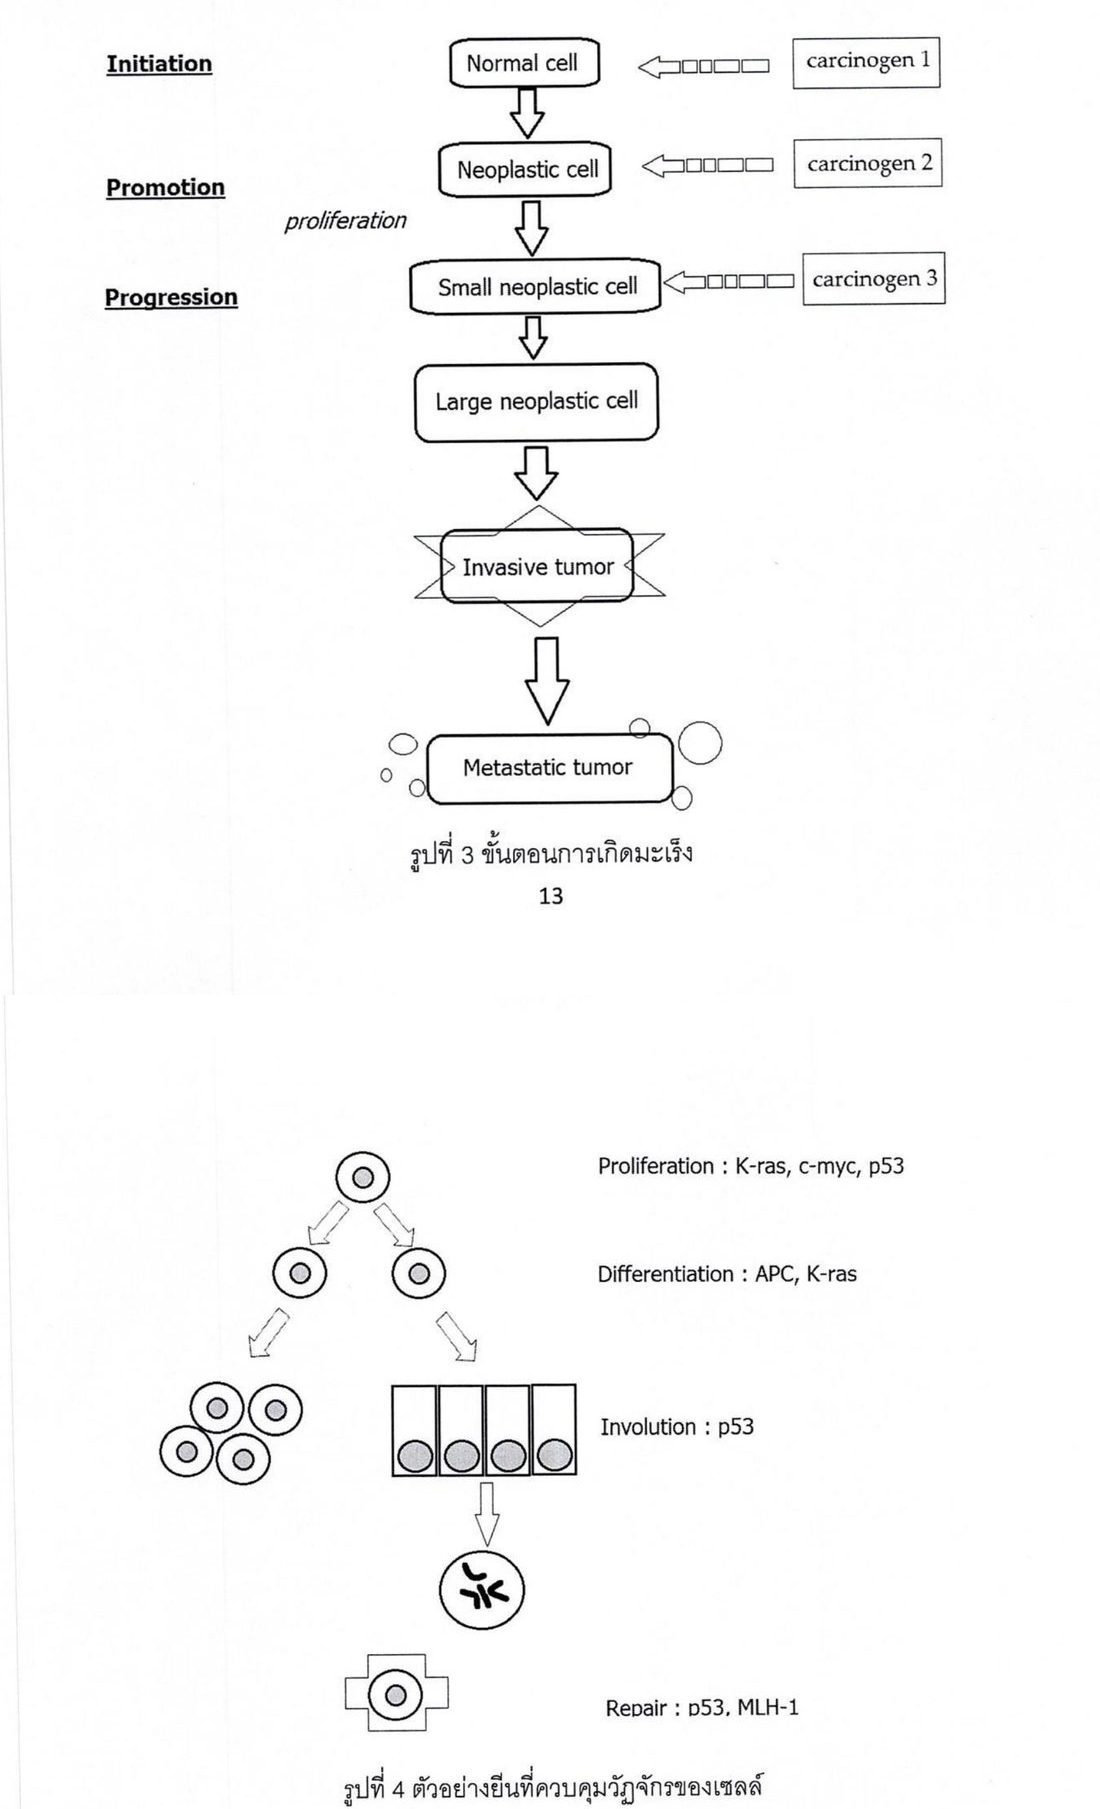 Initiation
Normal cell
carcinogen 1
Neoplastic cell
carcinogen 2
Promotion
proliferation
Progression
Small neoplastic cell
carcinogen 3
Large neoplastic cell
Invasive tumor
Metastatic tumor
รูปที่ 3 ขั้นตอนการเกิดมะเร็ง
13
Proliferation : K-ras, c-myc, p53
Differentiation : APC, K-ras
Involution : p53
Repair : p53, MLH-1
รูปที่ 4 ตัวอย่างยีนที่ควบคุมวัฏจักรของเซลล์